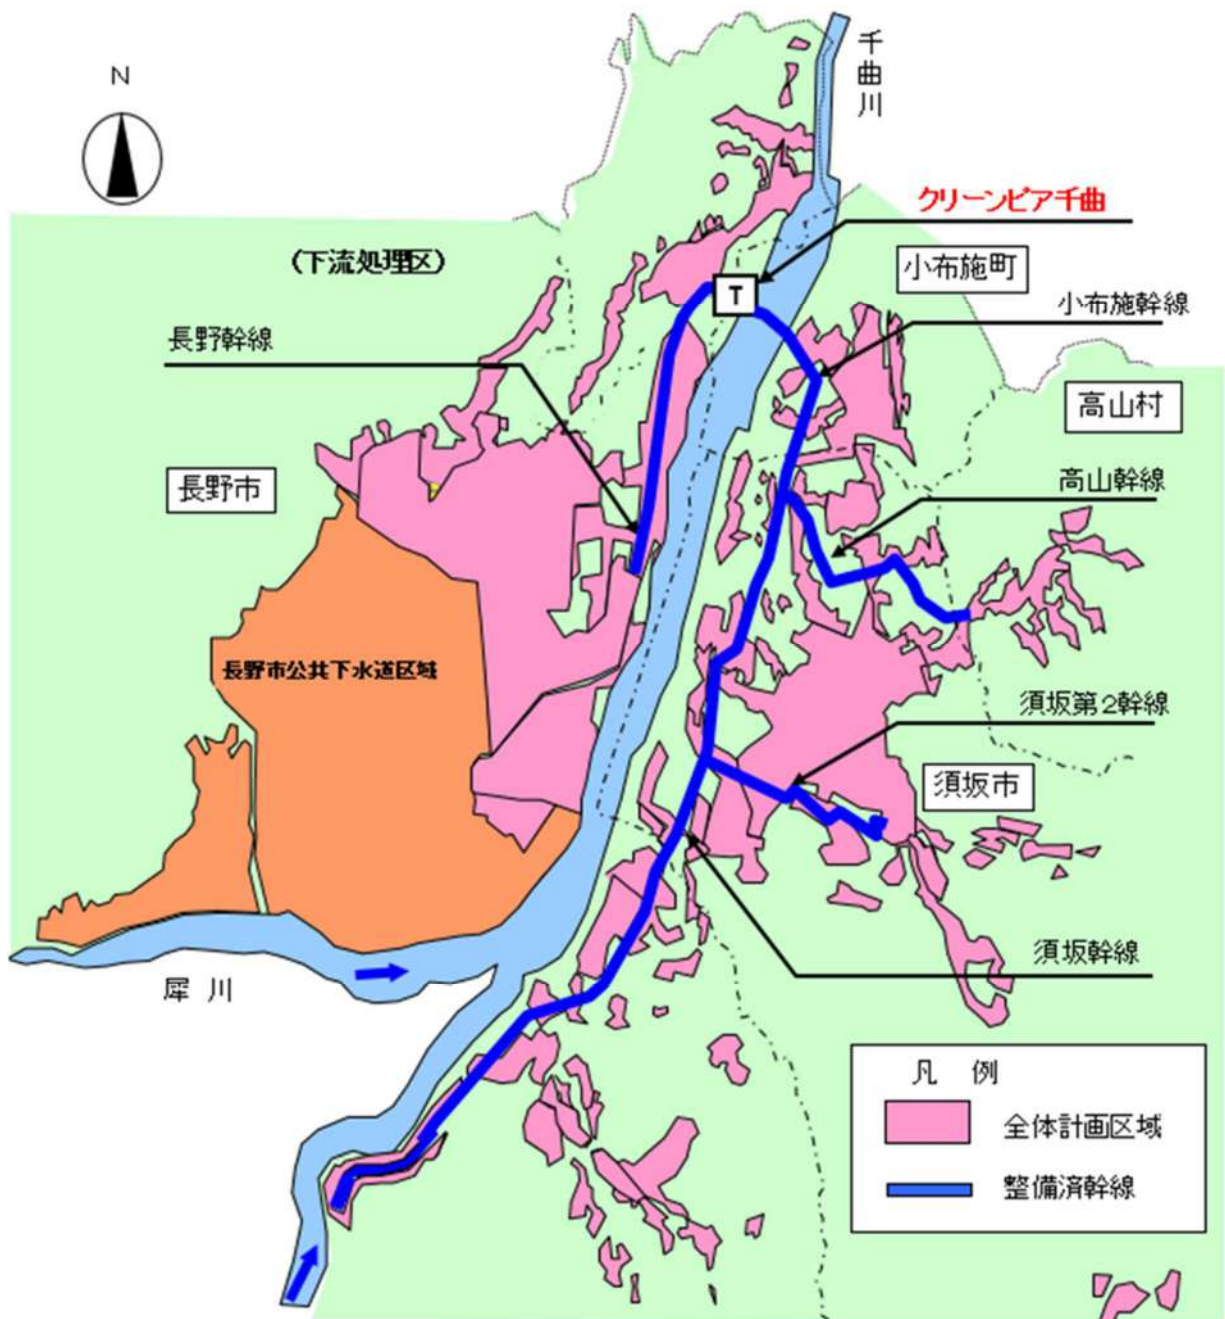 千曲川
N
クリーンピア千曲
(下流処理区)
小布施町
T
小布施幹線
長野幹線
高山村
長野市
高山幹線
長野市公共下水道区域
須坂第2幹線
須坂市
須坂幹線
犀川
凡例
全体計画区域
整備済幹線